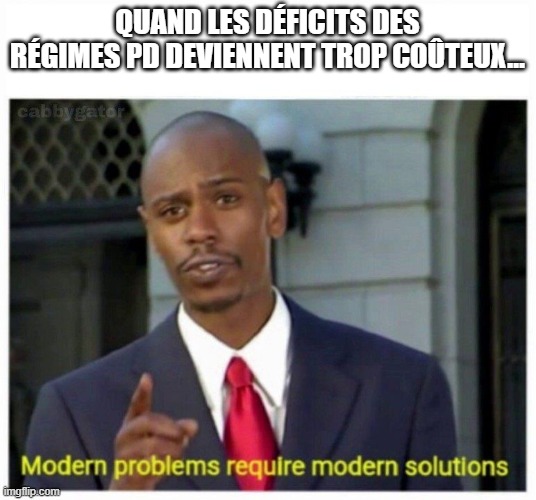 QUAND LES DÉFICITS DES
RÉGIMES PD DEVIENNENT TROP COÛTEUX...
cabbygator
Modern problems require modern solutions
imgflip.com